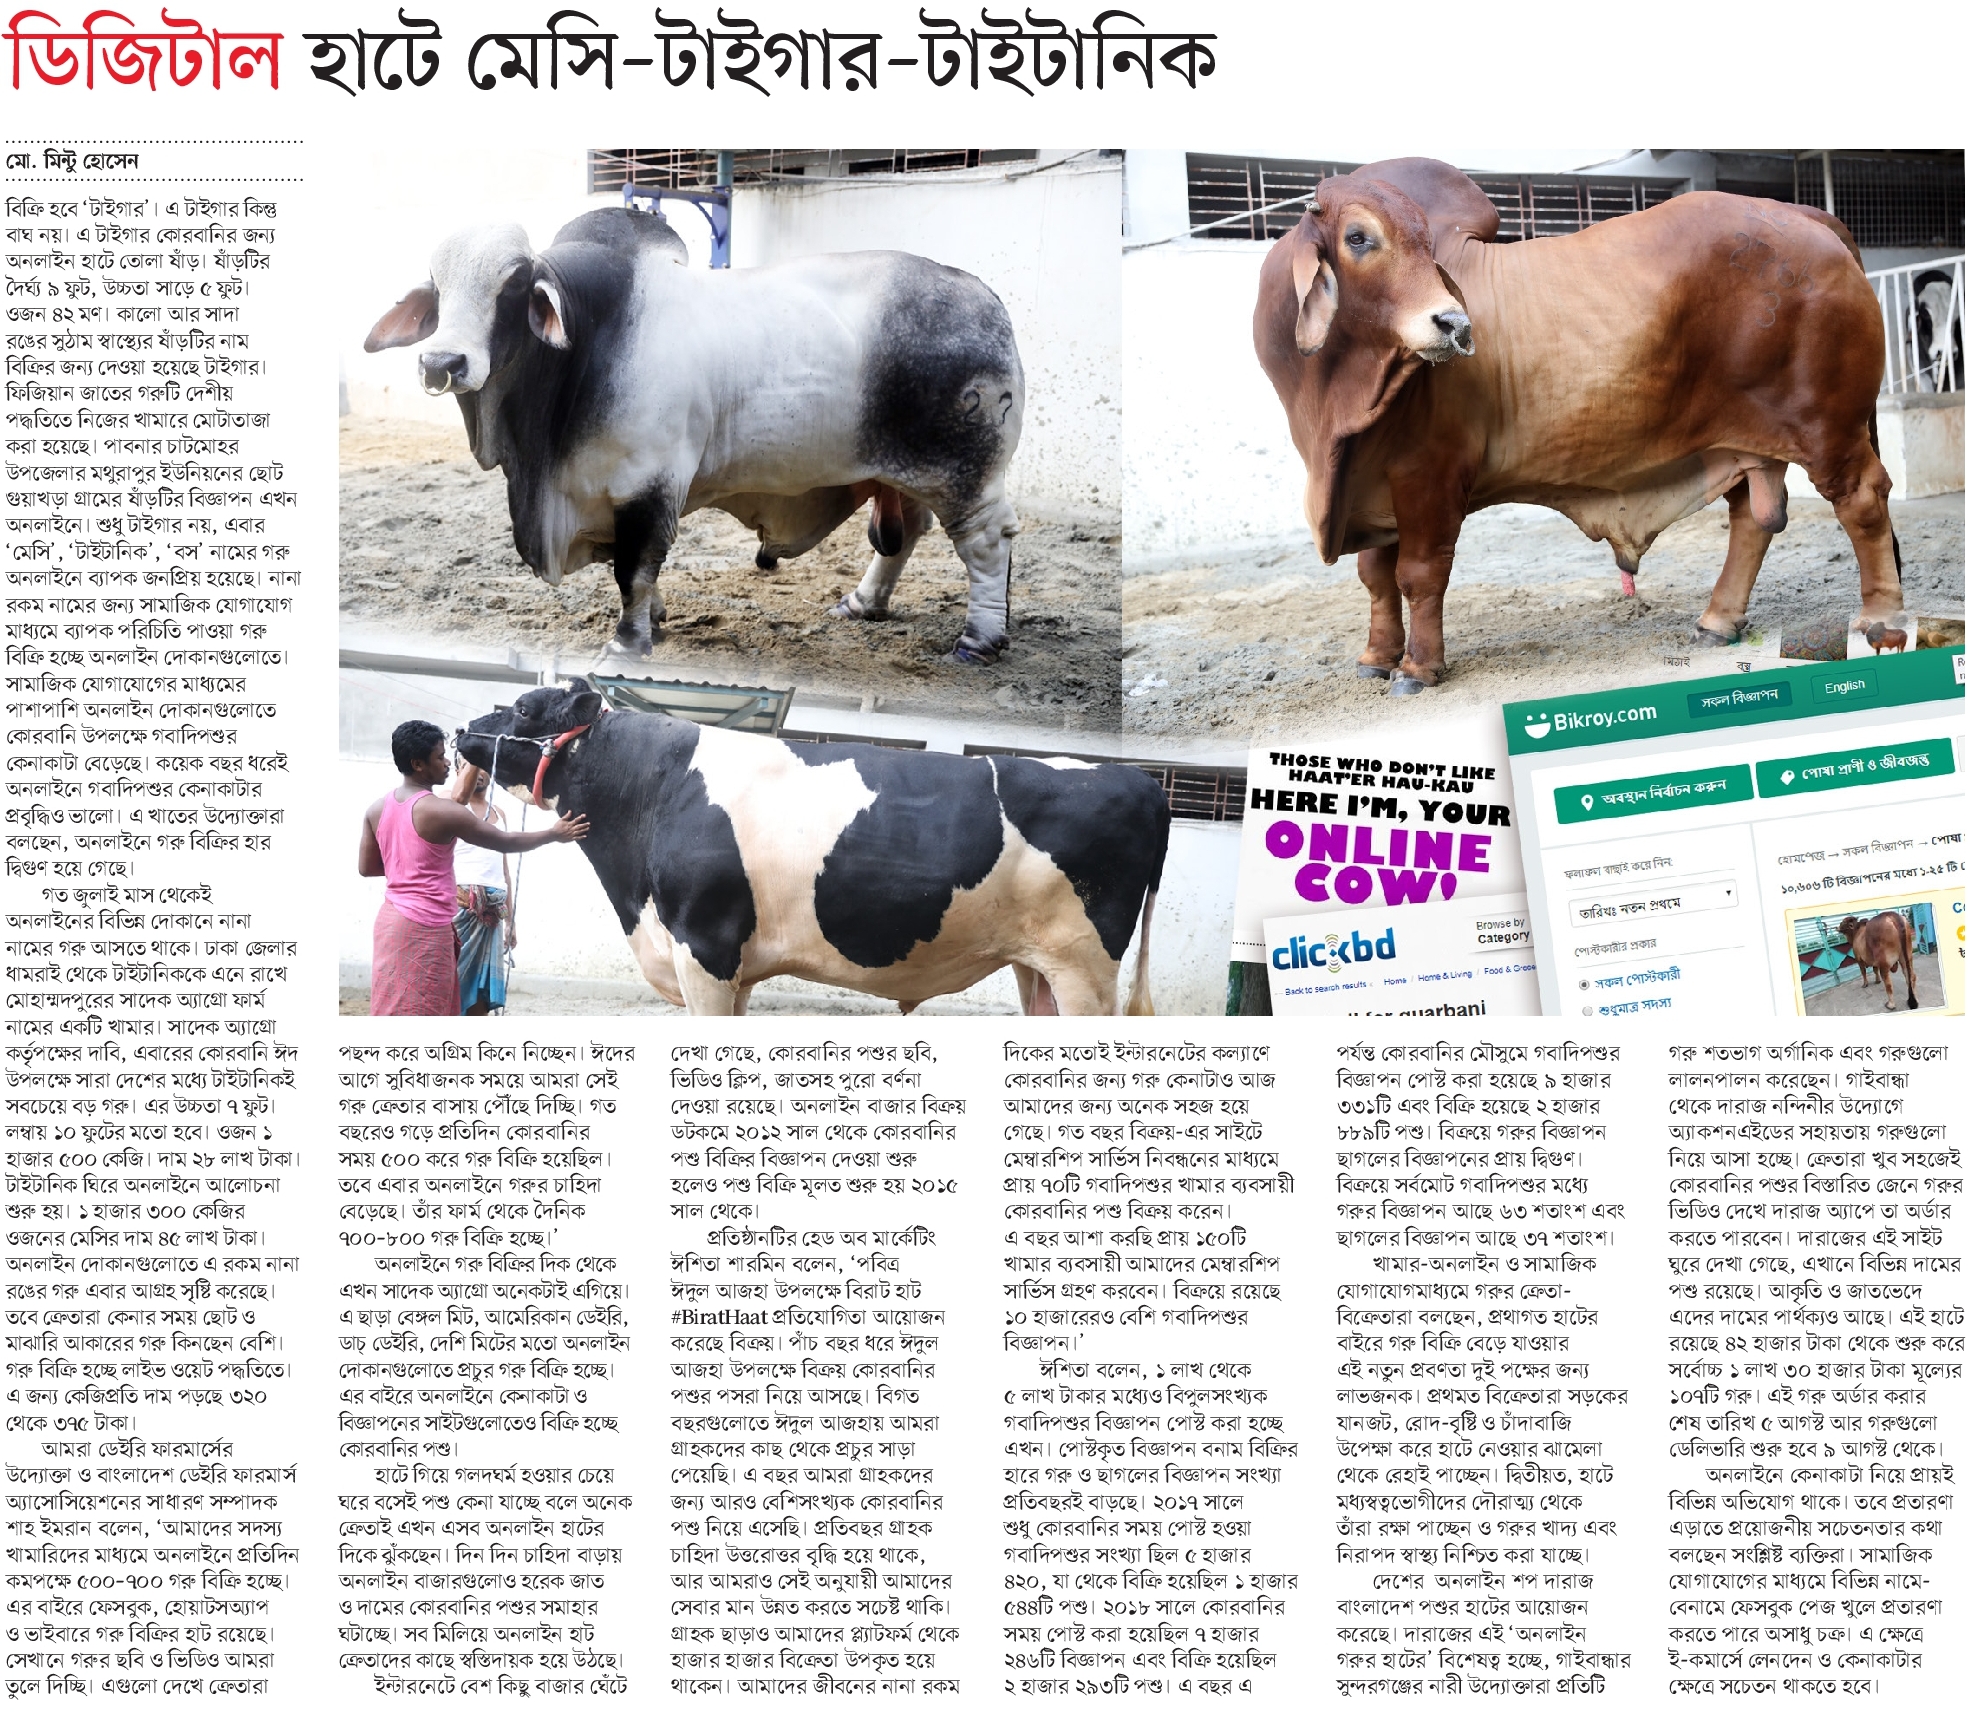 ডিজিটাল হাটে মেসি-টাইগার-টাইটানিক
মো. মিন্টু হোসেন
বিক্রি হবে ‘টাইগার’। এ টাইগার কিন্তু
বাঘ নয়। এ টাইগার কোরবানির জন্য
অনলাইন হাটে তোলা ষাঁড়। ষাঁড়টির
দৈর্ঘ্য ৯ ফুট, উচ্চতা সাড়ে ৫ ফুট।
ওজন ৪২ মণ। কালো আর সাদা
রঙের সুঠাম স্বাস্থ্যের ষাঁড়টির নাম
বিক্রির জন্য দেওয়া হয়েছে টাইগার।
ফিজিয়ান জাতের গরুটি দেশীয়
পদ্ধতিতে নিজের খামারে মোটাতাজা
করা হয়েছে। পাবনার চাটমোহর
উপজেলার মথুরাপুর ইউনিয়নের ছোট
গুয়াখড়া গ্রামের ষাঁড়টির বিজ্ঞাপন এখন
অনলাইনে। শুধু টাইগার নয়, এবার
‘মেসি’, ‘টাইটানিক’, ‘বস’ নামের গরু
অনলাইনে ব্যাপক জনপ্রিয় হয়েছে। নানা
রকম নামের জন্য সামাজিক যোগাযোগ
মাধ্যমে ব্যাপক পরিচিতি পাওয়া গরু
বিক্রি হচ্ছে অনলাইন দোকানগুলোতে।
সামাজিক যোগাযোগের মাধ্যমের
পাশাপাশি অনলাইন দোকানগুলোতে
কোরবানি উপলক্ষে গবাদিপশুর
কেনাকাটা বেড়েছে। কয়েক বছর ধরেই
অনলাইনে গবাদিপশুর কেনাকাটার
প্রবৃদ্ধিও ভালো। এ খাতের উদ্যোক্তারা
বলছেন, অনলাইনে গরু বিক্রির হার
দ্বিগুণ হয়ে গেছে।
গত জুলাই মাস থেকেই
অনলাইনের বিভিন্ন দোকানে নানা
নামের গরু আসতে থাকে। ঢাকা জেলার
ধামরাই থেকে টাইটানিককে এনে রাখে
মোহাম্মদপুরের সাদেক অ্যাগ্রো ফার্ম
নামের একটি খামার। সাদেক অ্যাগ্রো
কর্তৃপক্ষের দাবি, এবারের কোরবানি ঈদ
উপলক্ষে সারা দেশের মধ্যে টাইটানিকই
সবচেয়ে বড় গরু। এর উচ্চতা ৭ ফুট।
লম্বায় ১০ ফুটের মতো হবে। ওজন ১
হাজার ৫০০ কেজি। দাম ২৮ লাখ টাকা।
টাইটানিক ঘিরে অনলাইনে আলোচনা
শুরু হয়। ১ হাজার ৩০০ কেজির
ওজনের মেসির দাম ৪৫ লাখ টাকা।
অনলাইন দোকানগুলোতে এ রকম নানা
রঙের গরু এবার আগ্রহ সৃষ্টি করেছে।
তবে ক্রেতারা কেনার সময় ছোট ও
মাঝারি আকারের গরু কিনছেন বেশি।
গরু বিক্রি হচ্ছে লাইভ ওয়েট পদ্ধতিতে।
এ জন্য কেজিপ্রতি দাম পড়ছে ৩২০
থেকে ৩৭৫ টাকা।
আমরা ডেইরি ফারমার্সের
উদ্যোক্তা ও বাংলাদেশ ডেইরি ফারমার্স
অ্যাসোসিয়েশনের সাধারণ সম্পাদক
শাহ ইমরান বলেন, ‘আমাদের সদস্য
খামারিদের মাধ্যমে অনলাইনে প্রতিদিন
কমপক্ষে ৫০০-৭০০ গরু বিক্রি হচ্ছে।
এর বাইরে ফেসবুক, হোয়াটসঅ্যাপ
ও ভাইবারে গরু বিক্রির হাট রয়েছে।
সেখানে গরুর ছবি ও ভিডিও আমরা
তুলে দিচ্ছি। এগুলো দেখে ক্রেতারা
27
THOSE WHO DON'T LIKE
HAAT'ER HAU-KAU
HERE I'M, YOUR
ONLINE
COW!
clickbd
Browse by
Category
Back to search results
Home / Home & Living / Food & Groce
qurbani
মিঠাই
বস্ত্র
Bikroy.com
সকল বিজ্ঞাপন
English
অবস্থান নির্বাচন করুন
পোষা প্রাণী ও জীবজন্তু
হোমপেজ → সকল বিজ্ঞাপন → পোষা
১০,৬০৬ টি বিজ্ঞাপনের মধ্যে ১-২৫ টি
ফলাফল বাছাই করে নিন:
তারিখঃ নতুন প্রথমে
পোস্টকারীর প্রকার
সকল পোস্টকারী
শুধুমাত্র সদস্য
পছন্দ করে অগ্রিম কিনে নিচ্ছেন। ঈদের
আগে সুবিধাজনক সময়ে আমরা সেই
গরু ক্রেতার বাসায় পৌঁছে দিচ্ছি। গত
বছরেও গড়ে প্রতিদিন কোরবানির
সময় ৫০০ করে গরু বিক্রি হয়েছিল।
তবে এবার অনলাইনে গরুর চাহিদা
বেড়েছে। তাঁর ফার্ম থেকে দৈনিক
৭০০-৮০০ গরু বিক্রি হচ্ছে।’
অনলাইনে গরু বিক্রির দিক থেকে
এখন সাদেক অ্যাগ্রো অনেকটাই এগিয়ে।
এ ছাড়া বেঙ্গল মিট, আমেরিকান ডেইরি,
ডাচ্ ডেইরি, দেশি মিটের মতো অনলাইন
দোকানগুলোতে প্রচুর গরু বিক্রি হচ্ছে।
এর বাইরে অনলাইনে কেনাকাটা ও
বিজ্ঞাপনের সাইটগুলোতেও বিক্রি হচ্ছে
কোরবানির পশু।
হাটে গিয়ে গলদঘর্ম হওয়ার চেয়ে
ঘরে বসেই পশু কেনা যাচ্ছে বলে অনেক
ক্রেতাই এখন এসব অনলাইন হাটের
দিকে ঝুঁকছেন। দিন দিন চাহিদা বাড়ায়
অনলাইন বাজারগুলোও হরেক জাত
ও দামের কোরবানির পশুর সমাহার
ঘটাচ্ছে। সব মিলিয়ে অনলাইন হাট
ক্রেতাদের কাছে স্বস্তিদায়ক হয়ে উঠছে।
ইন্টারনেটে বেশ কিছু বাজার ঘেঁটে
দেখা গেছে, কোরবানির পশুর ছবি,
ভিডিও ক্লিপ, জাতসহ পুরো বর্ণনা
দেওয়া রয়েছে। অনলাইন বাজার বিক্রয়
ডটকমে ২০১২ সাল থেকে কোরবানির
পশু বিক্রির বিজ্ঞাপন দেওয়া শুরু
হলেও পশু বিক্রি মূলত শুরু হয় ২০১৫
সাল থেকে।
প্রতিষ্ঠানটির হেড অব মার্কেটিং
ঈশিতা শারমিন বলেন, ‘পবিত্র
ঈদুল আজহা উপলক্ষে বিরাট হাট
#BiratHaat প্রতিযোগিতা আয়োজন
করেছে বিক্রয়। পাঁচ বছর ধরে ঈদুল
আজহা উপলক্ষে বিক্রয় কোরবানির
পশুর পসরা নিয়ে আসছে। বিগত
বছরগুলোতে ঈদুল আজহায় আমরা
গ্রাহকদের কাছ থেকে প্রচুর সাড়া
পেয়েছি। এ বছর আমরা গ্রাহকদের
জন্য আরও বেশিসংখ্যক কোরবানির
পশু নিয়ে এসেছি। প্রতিবছর গ্রাহক
চাহিদা উত্তরোত্তর বৃদ্ধি হয়ে থাকে,
আর আমরাও সেই অনুযায়ী আমাদের
সেবার মান উন্নত করতে সচেষ্ট থাকি।
গ্রাহক ছাড়াও আমাদের প্ল্যাটফর্ম থেকে
হাজার হাজার বিক্রেতা উপকৃত হয়ে
থাকেন। আমাদের জীবনের নানা রকম
দিকের মতোই ইন্টারনেটের কল্যাণে
কোরবানির জন্য গরু কেনাটাও আজ
আমাদের জন্য অনেক সহজ হয়ে
গেছে। গত বছর বিক্রয়-এর সাইটে
মেম্বারশিপ সার্ভিস নিবন্ধনের মাধ্যমে
প্রায় ৭০টি গবাদিপশুর খামার ব্যবসায়ী
কোরবানির পশু বিক্রয় করেন।
এ বছর আশা করছি প্রায় ১৫০টি
খামার ব্যবসায়ী আমাদের মেম্বারশিপ
সার্ভিস গ্রহণ করবেন। বিক্রয়ে রয়েছে
১০ হাজারেরও বেশি গবাদিপশুর
বিজ্ঞাপন।’
ঈশিতা বলেন, ১ লাখ থেকে
৫ লাখ টাকার মধ্যেও বিপুলসংখ্যক
গবাদিপশুর বিজ্ঞাপন পোস্ট করা হচ্ছে
এখন। পোস্টকৃত বিজ্ঞাপন বনাম বিক্রির
হারে গরু ও ছাগলের বিজ্ঞাপন সংখ্যা
প্রতিবছরই বাড়ছে। ২০১৭ সালে
শুধু কোরবানির সময় পোস্ট হওয়া
গবাদিপশুর সংখ্যা ছিল ৫ হাজার
৪২০, যা থেকে বিক্রি হয়েছিল ১ হাজার
৫৪৪টি পশু। ২০১৮ সালে কোরবানির
সময় পোস্ট করা হয়েছিল ৭ হাজার
২৪৬টি বিজ্ঞাপন এবং বিক্রি হয়েছিল
২ হাজার ২৯৩টি পশু। এ বছর এ
পর্যন্ত কোরবানির মৌসুমে গবাদিপশুর
বিজ্ঞাপন পোস্ট করা হয়েছে ৯ হাজার
৩৩১টি এবং বিক্রি হয়েছে ২ হাজার
৮৮৯টি পশু। বিক্রয়ে গরুর বিজ্ঞাপন
ছাগলের বিজ্ঞাপনের প্রায় দ্বিগুণ।
বিক্রয়ে সর্বমোট গবাদিপশুর মধ্যে
গরুর বিজ্ঞাপন আছে ৬৩ শতাংশ এবং
ছাগলের বিজ্ঞাপন আছে ৩৭ শতাংশ।
খামার-অনলাইন ও সামাজিক
যোগাযোগমাধ্যমে গরুর ক্রেতা-
বিক্রেতারা বলছেন, প্রথাগত হাটের
বাইরে গরু বিক্রি বেড়ে যাওয়ার
এই নতুন প্রবণতা দুই পক্ষের জন্য
লাভজনক। প্রথমত বিক্রেতারা সড়কের
যানজট, রোদ-বৃষ্টি ও চাঁদাবাজি
উপেক্ষা করে হাটে নেওয়ার ঝামেলা
থেকে রেহাই পাচ্ছেন। দ্বিতীয়ত, হাটে
মধ্যস্বত্বভোগীদের দৌরাত্ম্য থেকে
তাঁরা রক্ষা পাচ্ছেন ও গরুর খাদ্য এবং
নিরাপদ স্বাস্থ্য নিশ্চিত করা যাচ্ছে।
দেশের অনলাইন শপ দারাজ
বাংলাদেশ পশুর হাটের আয়োজন
করেছে। দারাজের এই ‘অনলাইন
গরুর হাটের’ বিশেষত্ব হচ্ছে, গাইবান্ধার
সুন্দরগঞ্জের নারী উদ্যোক্তারা প্রতিটি
গরু শতভাগ অর্গানিক এবং গরুগুলো
লালনপালন করেছেন। গাইবান্ধা
থেকে দারাজ নন্দিনীর উদ্যোগে
অ্যাকশনএইডের সহায়তায় গরুগুলো
নিয়ে আসা হচ্ছে। ক্রেতারা খুব সহজেই
কোরবানির পশুর বিস্তারিত জেনে গরুর
ভিডিও দেখে দারাজ অ্যাপে তা অর্ডার
করতে পারবেন। দারাজের এই সাইট
ঘুরে দেখা গেছে, এখানে বিভিন্ন দামের
পশু রয়েছে। আকৃতি ও জাতভেদে
এদের দামের পার্থক্যও আছে। এই হাটে
রয়েছে ৪২ হাজার টাকা থেকে শুরু করে
সর্বোচ্চ ১ লাখ ৩০ হাজার টাকা মূল্যের
১০৭টি গরু। এই গরু অর্ডার করার
শেষ তারিখ ৫ আগস্ট আর গরুগুলো
ডেলিভারি শুরু হবে ৯ আগস্ট থেকে।
অনলাইনে কেনাকাটা নিয়ে প্রায়ই
বিভিন্ন অভিযোগ থাকে। তবে প্রতারণা
এড়াতে প্রয়োজনীয় সচেতনতার কথা
বলছেন সংশ্লিষ্ট ব্যক্তিরা। সামাজিক
যোগাযোগের মাধ্যমে বিভিন্ন নামে-
বেনামে ফেসবুক পেজ খুলে প্রতারণা
করতে পারে অসাধু চক্র। এ ক্ষেত্রে
ই-কমার্সে লেনদেন ও কেনাকাটার
ক্ষেত্রে সচেতন থাকতে হবে।